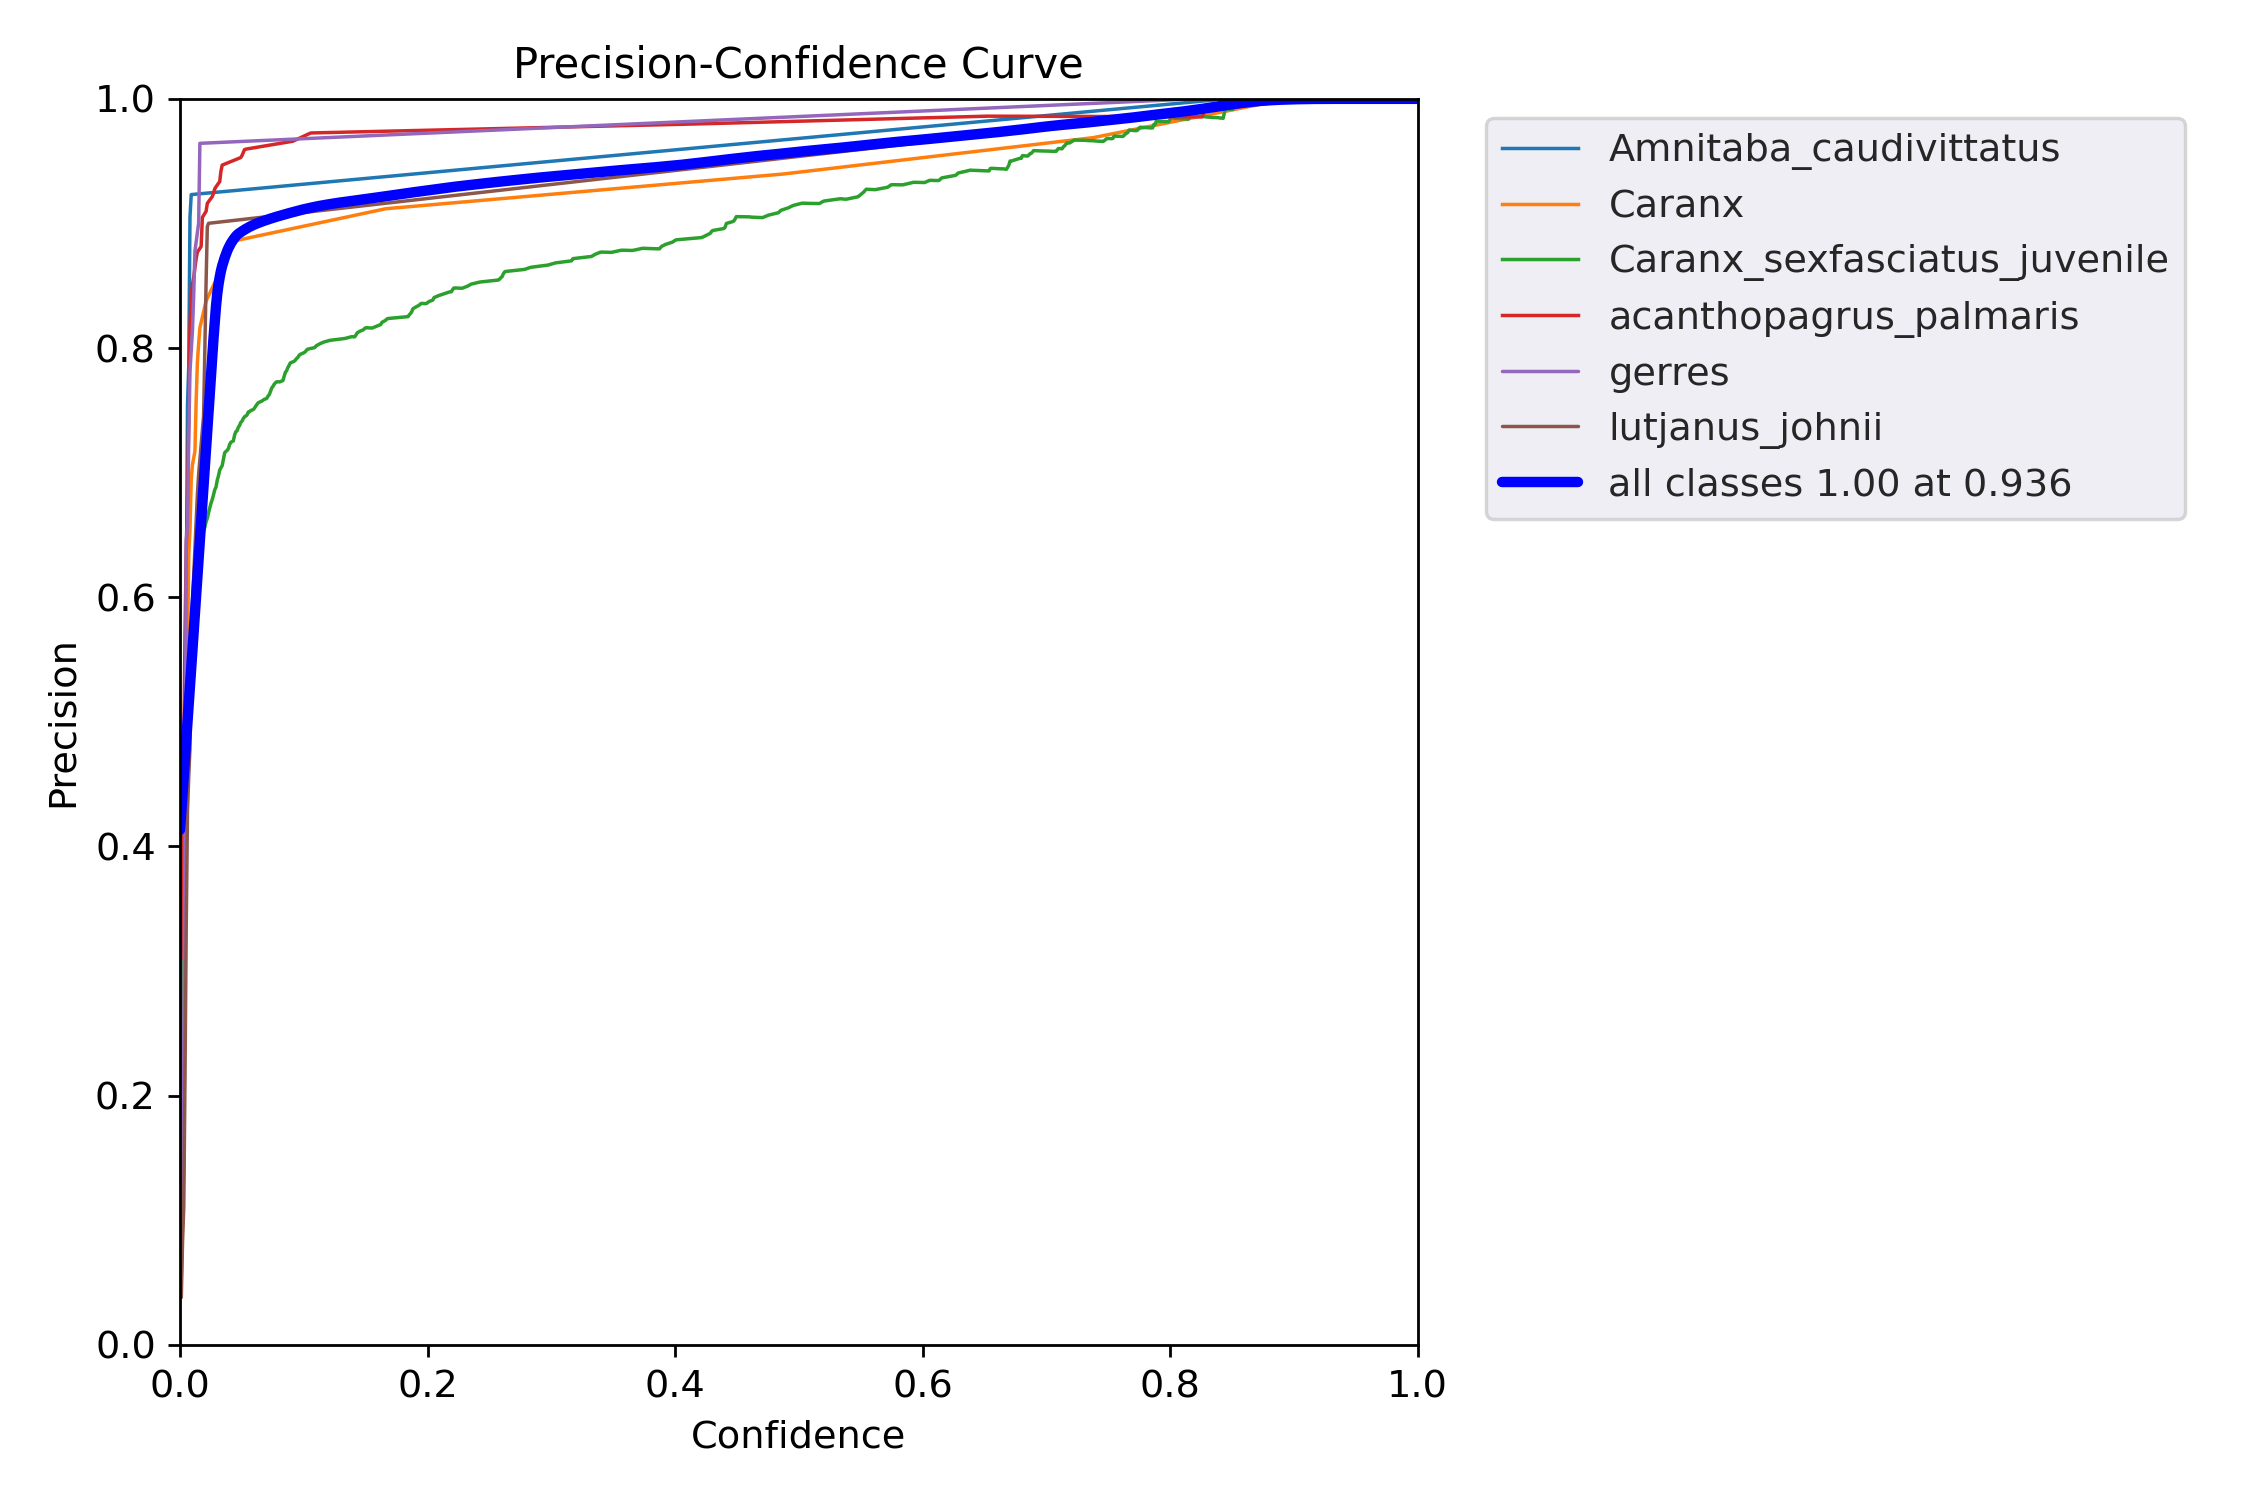 Precision-Confidence Curve
1.0
0.8
0.6
0.4
0.2
0.0
Precision
0.0 0.2 0.4 0.6 0.8 1.0
Confidence
Amnitaba_caudivittatus
Caranx
Caranx_sexfasciatus_juvenile
acanthopagrus_palmaris
gerres
lutjanus_johnii
all classes 1.00 at 0.936